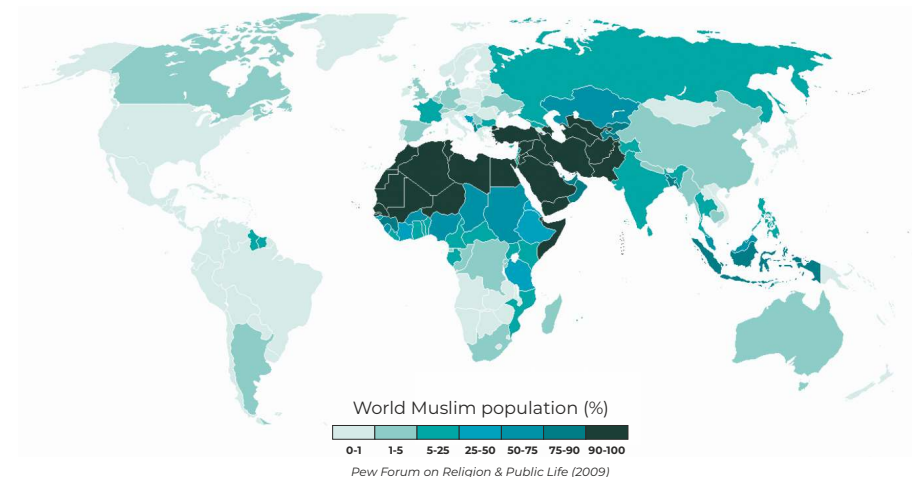 World Muslim population (%)
0-1 1-5 5-25 25-50 50-75 75-90 90-100
Pew Forum on Religion & Public Life (2009)